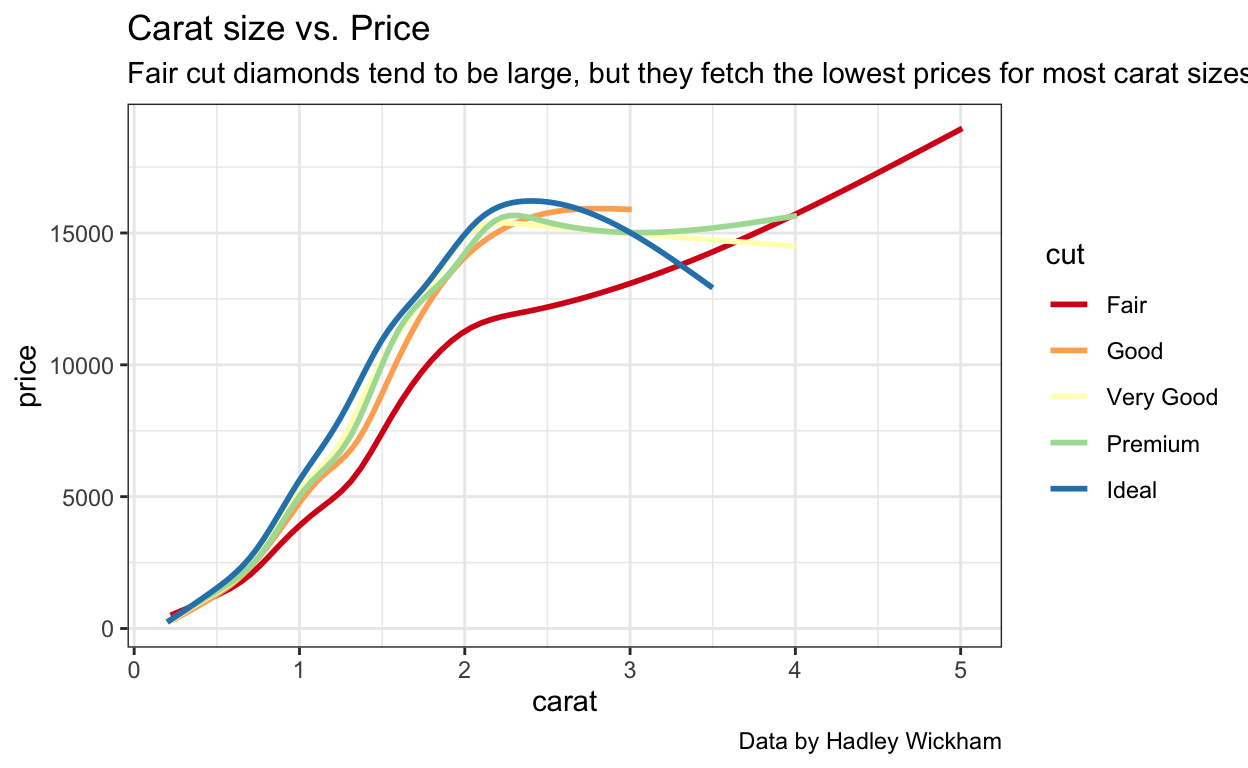 Carat size vs. Price
Fair cut diamonds tend to be large, but they fetch the lowest prices for most carat sizes
price
15000
10000
5000
0
0 1 2 3 4 5
carat
cut
Fair
Good
Very Good
Premium
Ideal
Data by Hadley Wickham